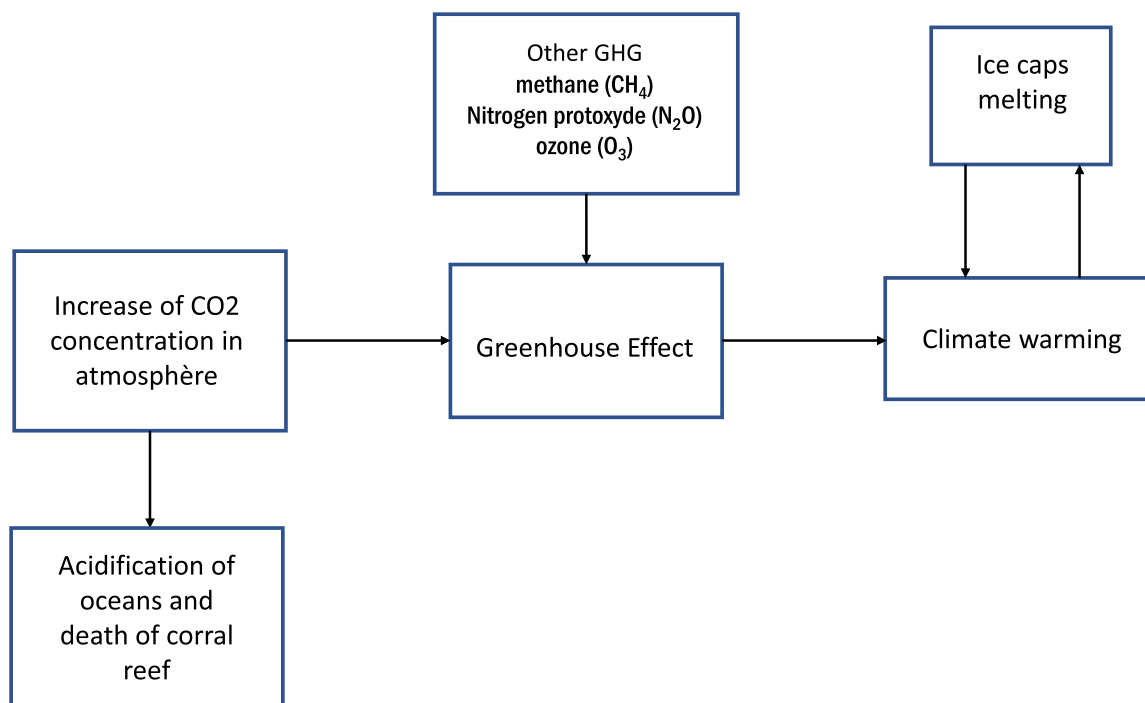 Other GHG
methane (CH₄)
Nitrogen protoxyde (N₂O)
ozone (O₃)
Ice caps
melting
Increase of CO2
concentration in
atmosphère
Greenhouse Effect
Climate warming
Acidification of
oceans and
death of corral
reef